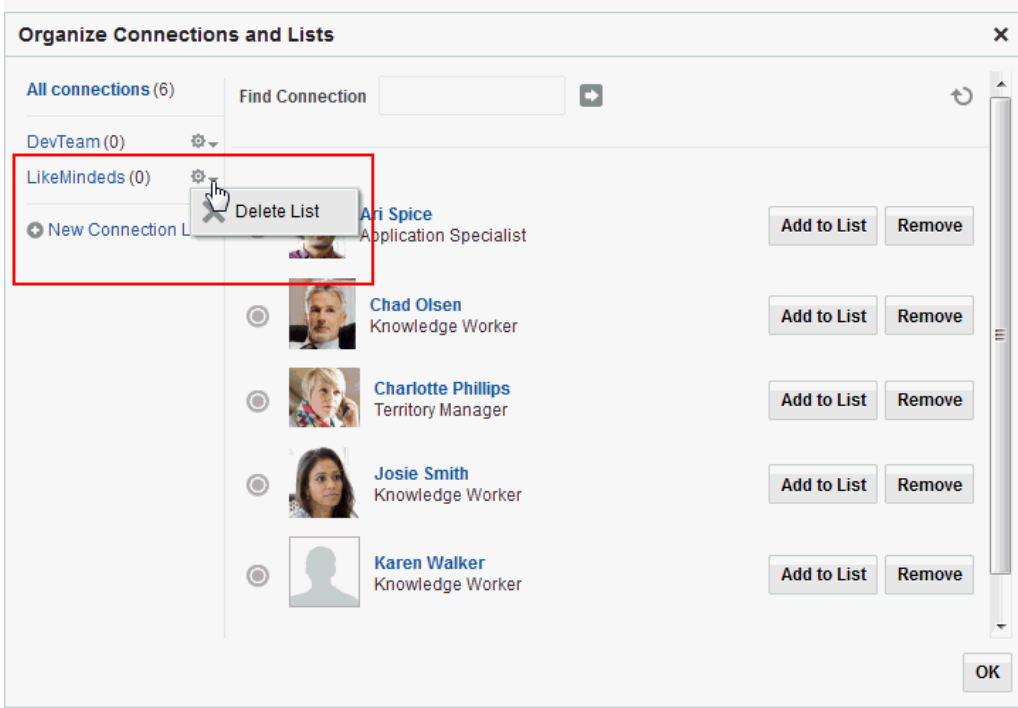 Organize Connections and Lists
All connections (6)
Find Connection
DevTeam (0)
LikeMindeds (0)
Delete List
New Connection L
Ari Spice
Application Specialist
Add to List Remove
Chad Olsen
Knowledge Worker
Add to List Remove
Charlotte Phillips
Territory Manager
Add to List Remove
Josie Smith
Knowledge Worker
Add to List Remove
Karen Walker
Knowledge Worker
Add to List Remove
OK